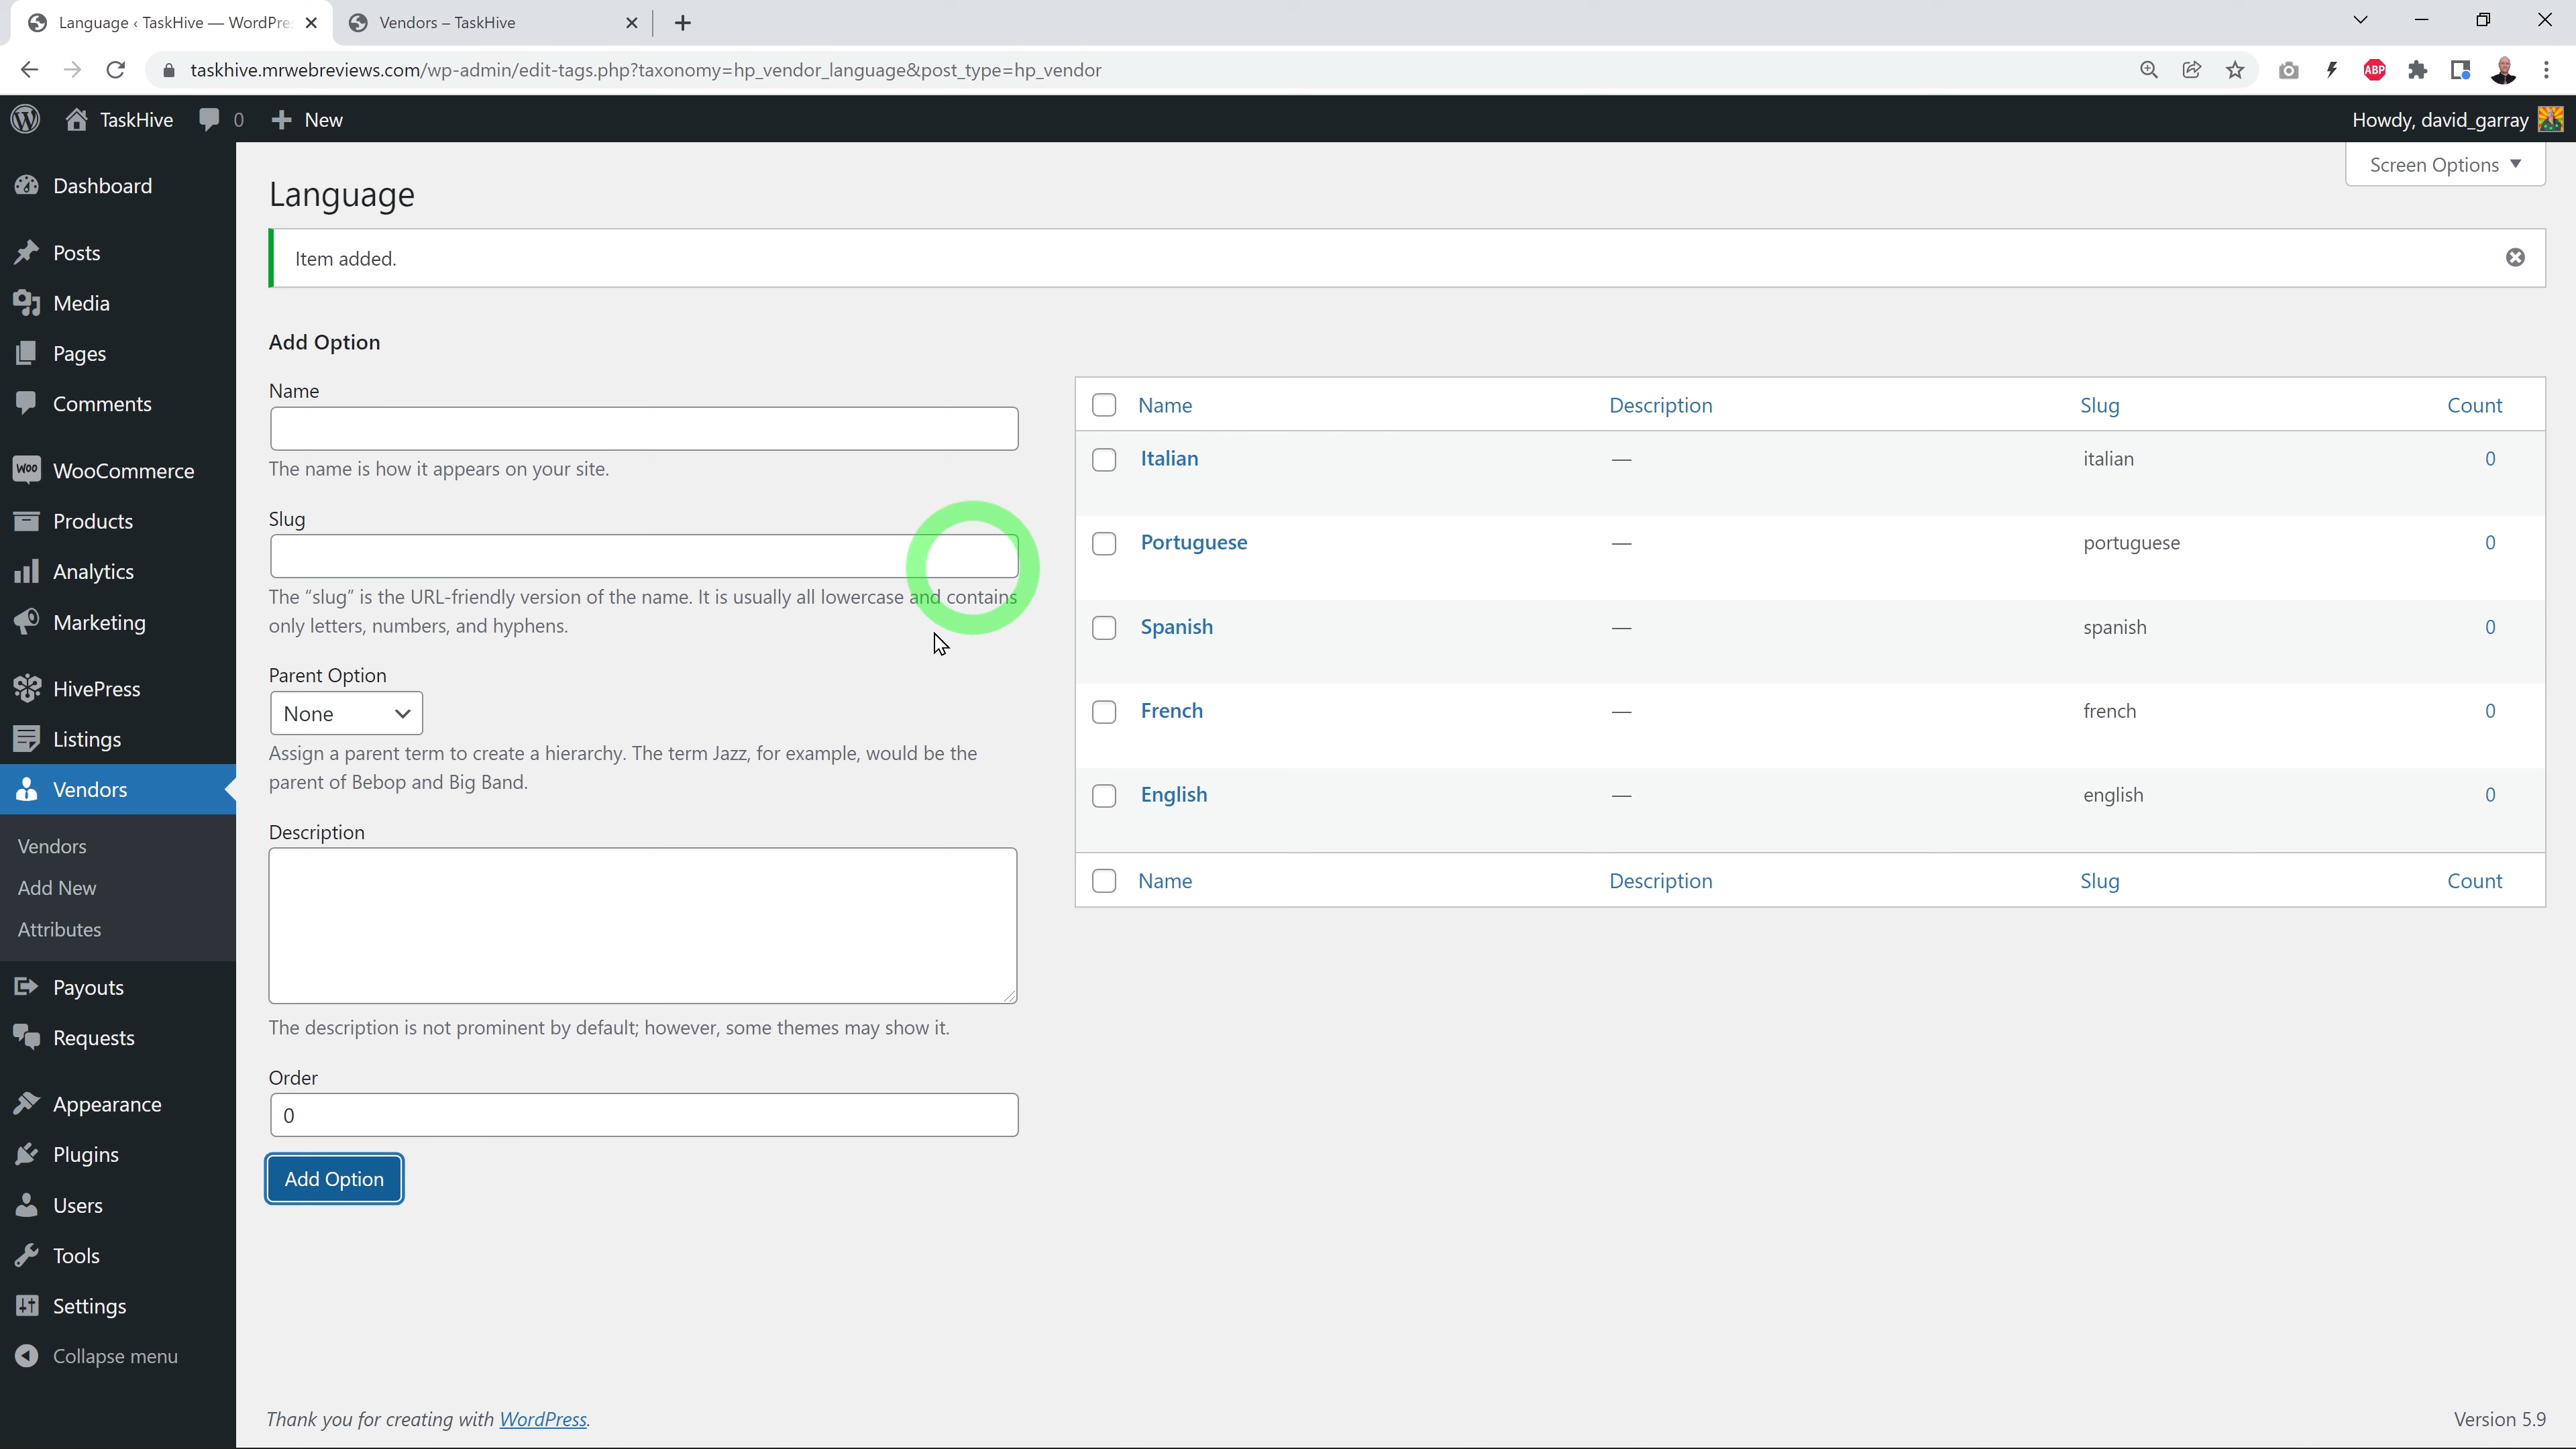 Language ‹ TaskHive — WordPre
Vendors – TaskHive
taskhive.mrwebreviews.com/wp-admin/edit-tags.php?taxonomy=hp_vendor_language&post_type=hp_vendor
ABP
TaskHive
0
New
Howdy, david_garray
Screen Options
Dashboard
Posts
Media
Pages
Comments
Woo
WooCommerce
Products
Analytics
Marketing
HivePress
Listings
Vendors
Vendors
Add New
Attributes
Payouts
Requests
Appearance
Plugins
Users
Tools
Settings
Collapse menu
Language
Item added.
Add Option
Name
The name is how it appears on your site.
Slug
The “slug” is the URL-friendly version of the name. It is usually all lowercase and contains
only letters, numbers, and hyphens.
Parent Option
None
Assign a parent term to create a hierarchy. The term Jazz, for example, would be the
parent of Bebop and Big Band.
Description
The description is not prominent by default; however, some themes may show it.
Order
0
Add Option
Name Description Slug Count
Italian — italian 0
Portuguese — portuguese 0
Spanish — spanish 0
French — french 0
English — english 0
Name Description Slug Count
Thank you for creating with WordPress.
Version 5.9